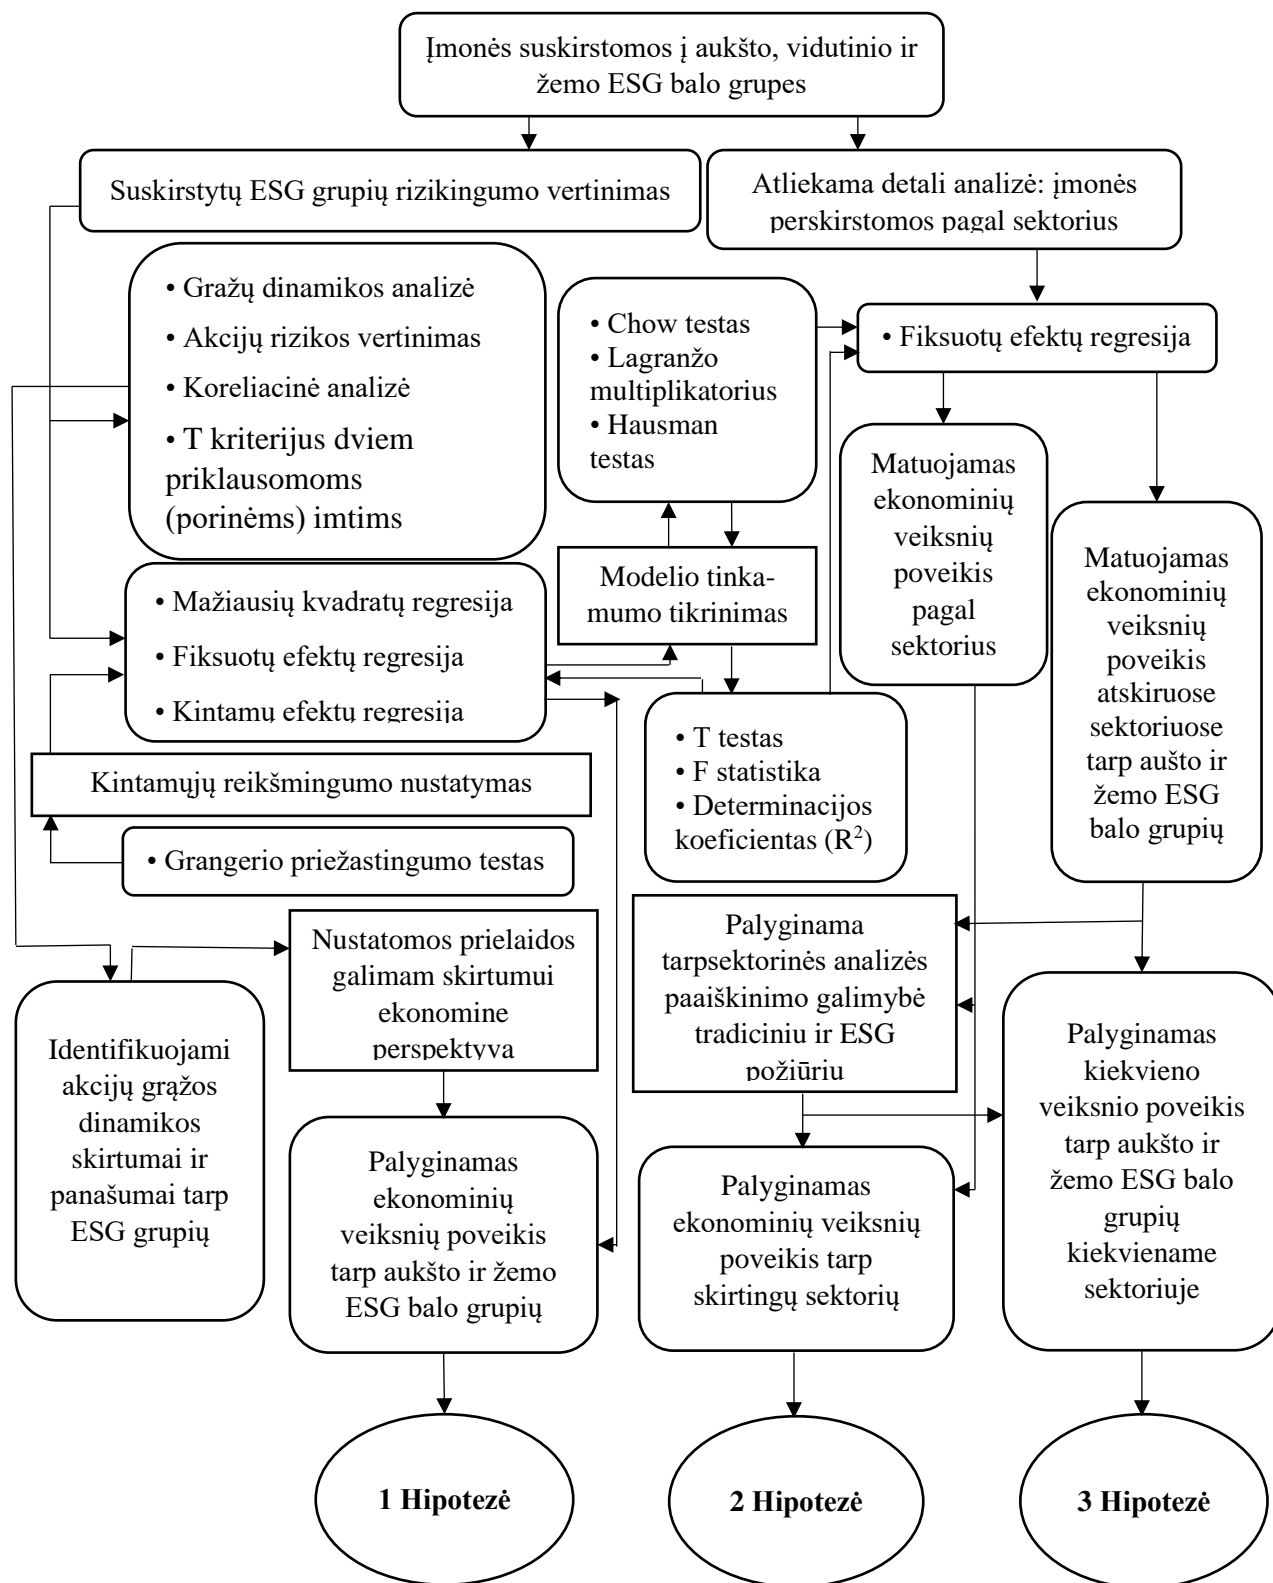 Įmonės suskirstomos į aukšto, vidutinio ir
žemo ESG balo grupes
Suskirstytų ESG grupių rizikingumo vertinimas
Atliekama detali analizė: įmonės
perskirstomos pagal sektorius
• Gražų dinamikos analizė
• Akcijų rizikos vertinimas
• Koreliacinė analizė
• T kriterijus dviem
priklausomoms
(porinėms) imtims
• Chow testas
• Lagranžo
multiplikatorius
• Hausman
testas
• Fiksuotų efektų regresija
Matuojamas
ekonominių
veiksnių
poveikis
pagal
sektorius
Matuojamas
ekonominių
veiksnių
poveikis
atskiruose
sektoriuose
tarp aušto ir
žemo ESG
balo grupių
Modelio tinka-
mumo tikrinimas
• Mažiausių kvadratų regresija
• Fiksuotų efektų regresija
• Kintamų efektų regresija
• T testas
• F statistika
• Determinacijos
koeficientas (R²)
Kintamųjų reikšmingumo nustatymas
• Grangerio priežastingumo testas
Nustatomos prielaidos
galimam skirtumui
ekonomine
perspektyva
Palyginama
tarpsektorinės analizės
paaiškinimo galimybė
tradiciniu ir ESG
požiūriu
Identifikuojami
akcijų grąžos
dinamikos
skirtumai ir
panašumai tarp
ESG grupių
Palyginamas
ekonominių
veiksnių poveikis
tarp aukšto ir žemo
ESG balo grupių
Palyginamas
ekonominių veiksnių
poveikis tarp
skirtingų sektorių
Palyginamas
kiekvieno
veiksnio poveikis
tarp aukšto ir
žemo ESG balo
grupių
kiekviename
sektoriuje
1 Hipotezė
2 Hipotezė
3 Hipotezė